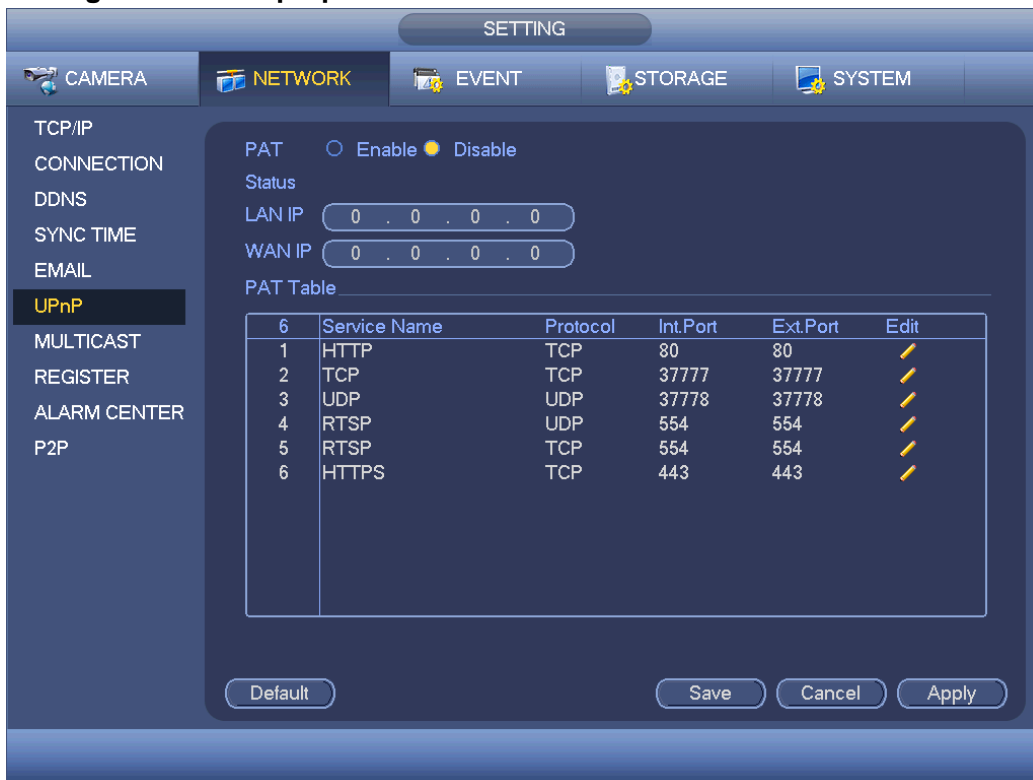 SETTING
CAMERA NETWORK EVENT STORAGE SYSTEM
TCP/IP
CONNECTION
DDNS
SYNC TIME
EMAIL
UPnP
MULTICAST
REGISTER
ALARM CENTER
P2P
PAT Enable Disable
Status
LAN IP 0 . 0 . 0 . 0
WAN IP 0 . 0 . 0 . 0
PAT Table
6 Service Name Protocol Int.Port Ext.Port Edit
1 HTTP TCP 80 80
2 TCP TCP 37777 37777
3 UDP UDP 37778 37778
4 RTSP UDP 554 554
5 RTSP TCP 554 554
6 HTTPS TCP 443 443
Default Save Cancel Apply